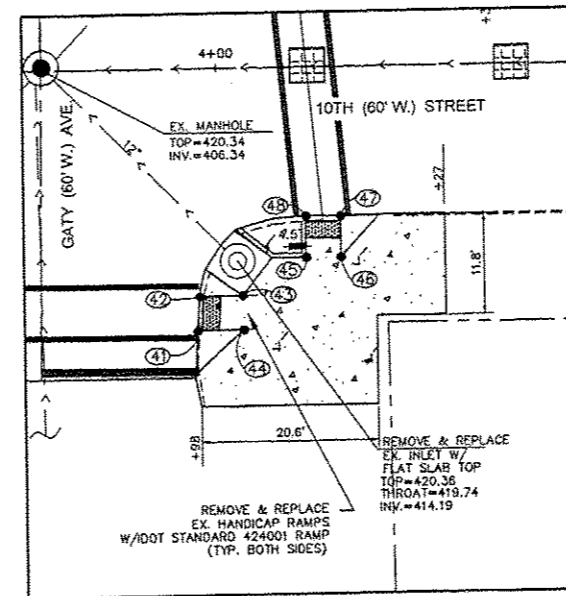 4+00
10TH (60' W.) STREET
GATY (60' W.) AVE.
EX. MANHOLE
TOP=420.34
INV.=406.34
12"
+27
48
47
4.5'
45
46
11.8'
42
43
41
44
+98
20.6'
REMOVE & REPLACE
EX. INLET W/
FLAT SLAB TOP
TOP=420.36
THROAT=419.74
INV.=414.19
REMOVE & REPLACE
EX. HANDICAP RAMPS
W/IDOT STANDARD 424001 RAMP
(TYP. BOTH SIDES)